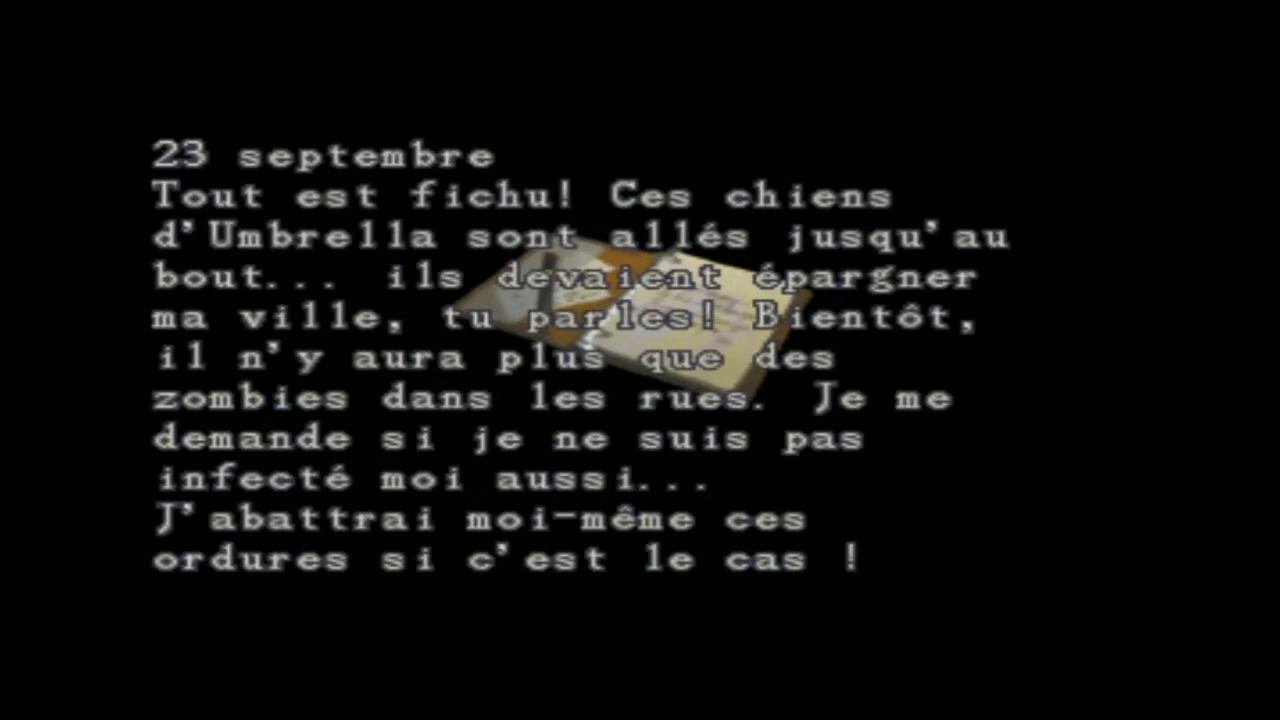 23 septembre
Tout est fichu! Ces chiens
d'Umbrella sont allés jusqu'au
bout... ils devaient épargner
ma ville, tu parles! Bientôt,
il n'y aura plus que des
zombies dans les rues. Je me
demande si je ne suis pas
infecté moi aussi...
J'abattrai moi-même ces
ordures si c'est le cas !